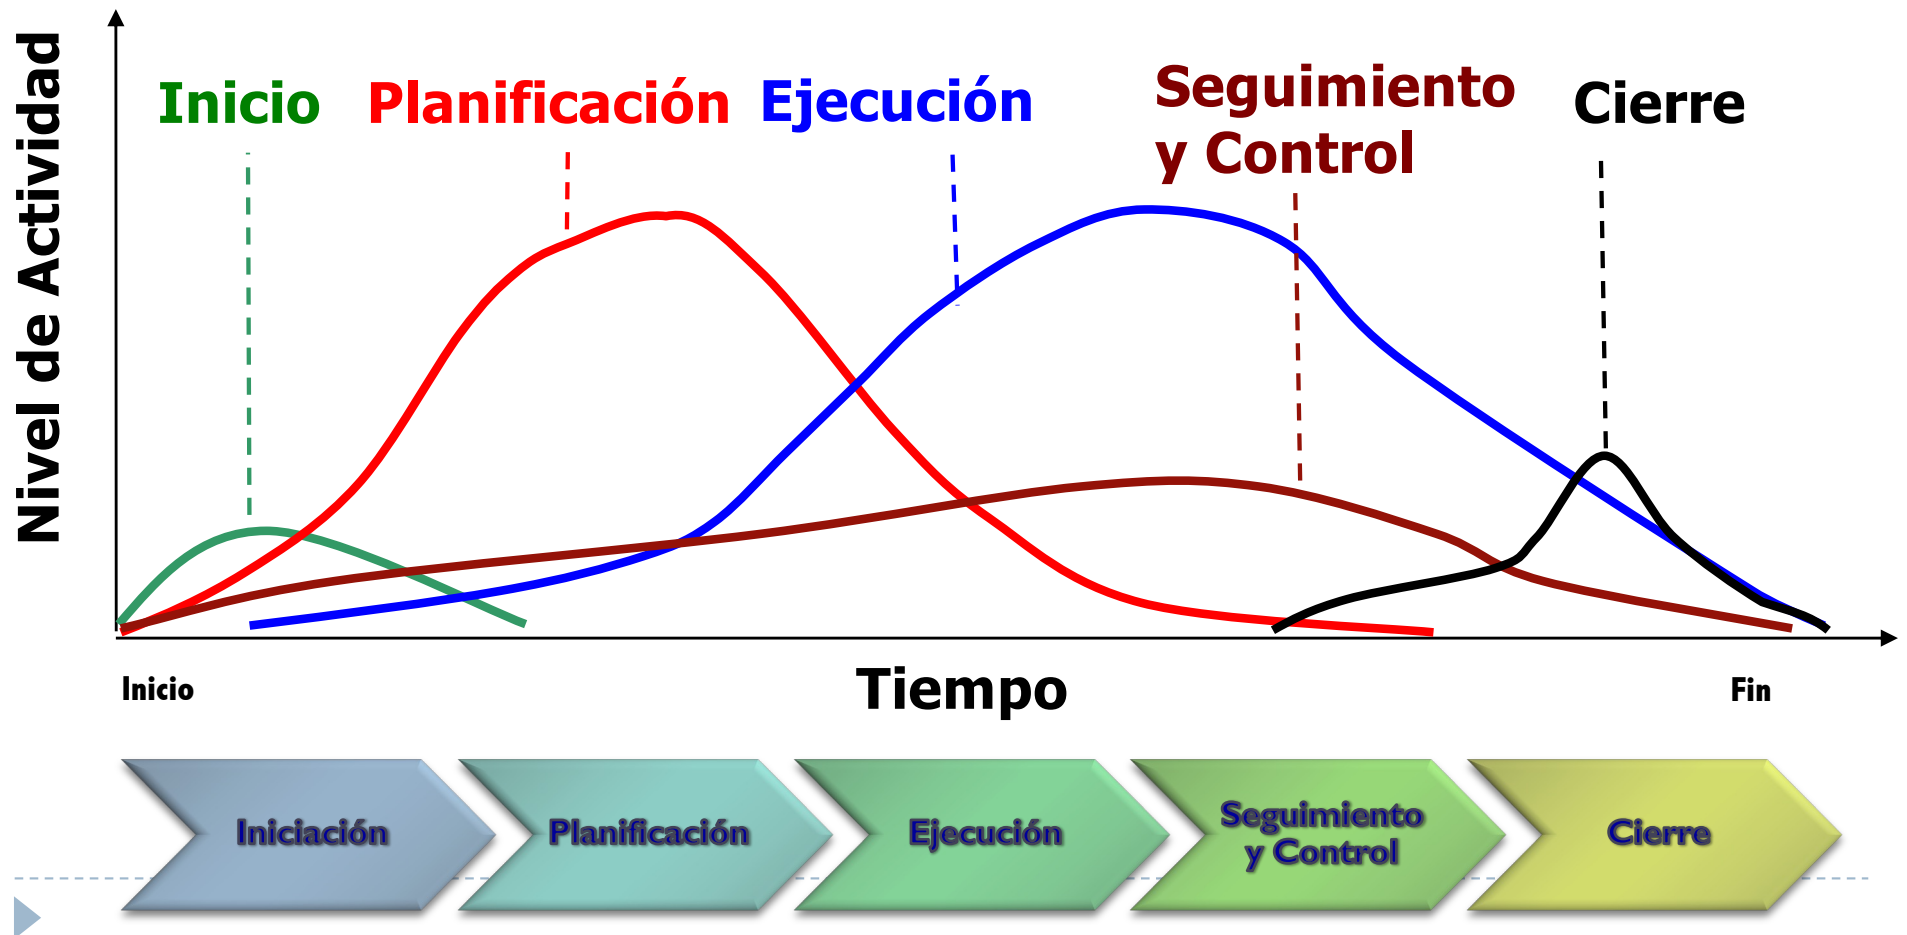 Nivel de Actividad
Inicio
Planificación
Ejecución
Seguimiento
y Control
Cierre
Inicio
Tiempo
Fin
Iniciación
Planificación
Ejecución
Seguimiento
y Control
Cierre